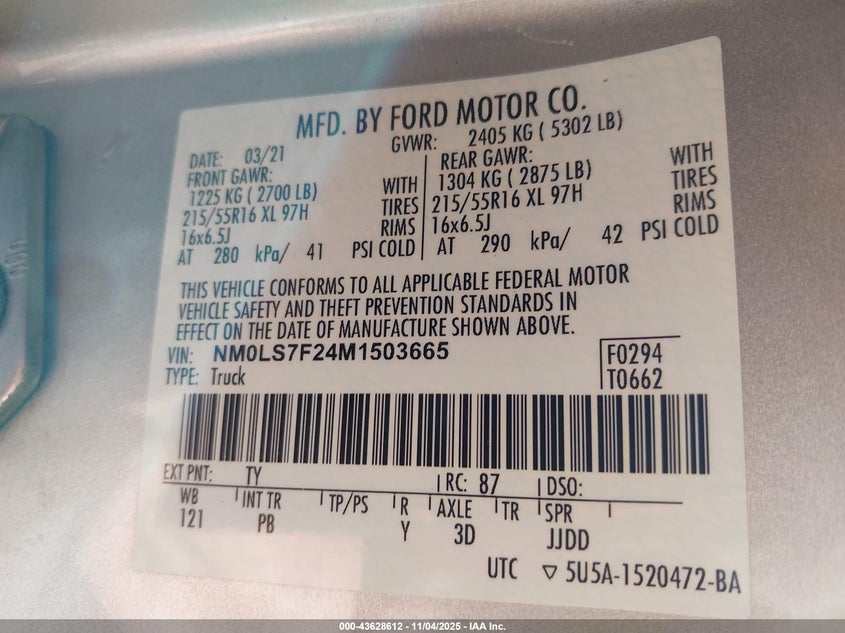 MFD. BY FORD MOTOR CO.
DATE: 03/21 GVWR: 2405 KG ( 5302 LB)
FRONT GAWR: REAR GAWR: WITH
1225 KG ( 2700 LB) WITH 1304 KG ( 2875 LB) TIRES
215/55R16 XL 97H TIRES 215/55R16 XL 97H RIMS
16x6.5J RIMS 16x6.5J
AT 280 kPa/ 41 PSI COLD AT 290 kPa/ 42 PSI COLD
THIS VEHICLE CONFORMS TO ALL APPLICABLE FEDERAL MOTOR
VEHICLE SAFETY AND THEFT PREVENTION STANDARDS IN
EFFECT ON THE DATE OF MANUFACTURE SHOWN ABOVE.
VIN: NM0LS7F24M1503665 F0294
TYPE: Truck T0662
EXT PNT: TY RC: 87 DSO:
WB INT TR TP/PS R AXLE TR SPR
121 PB Y 3D JJDD
UTC ▽ 5U5A-1520472-BA
000-43628612 - 11/04/2025 - IAA Inc.